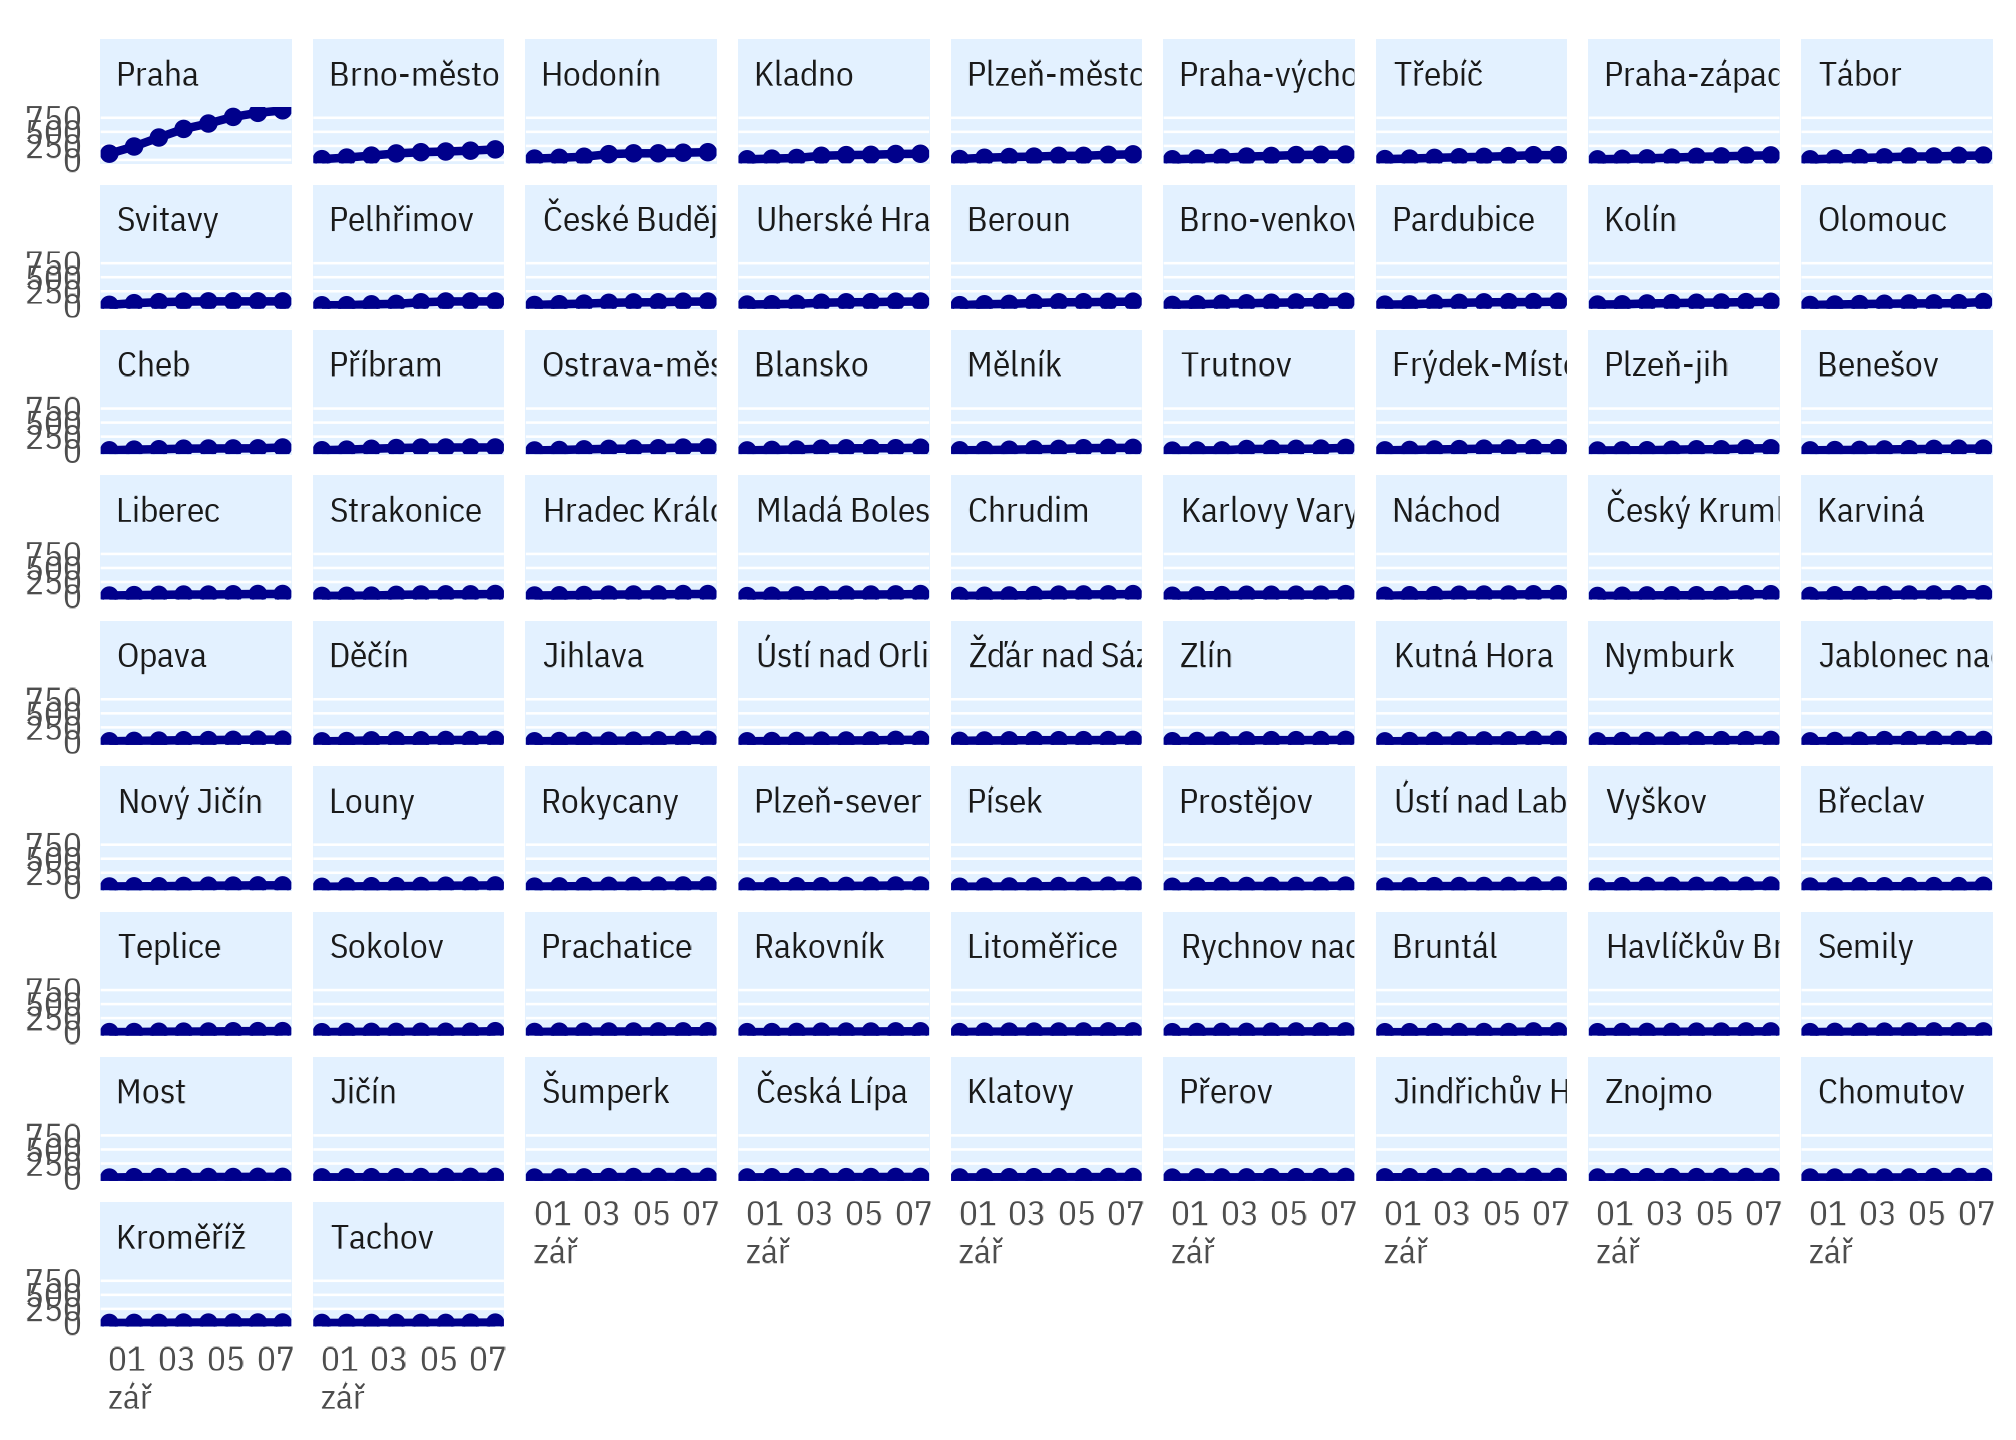 Praha Brno-město Hodonín Kladno Plzeň-město Praha-výcho Třebíč Praha-západ Tábor
750
500
250
0
Svitavy Pelhřimov České Buděj Uherské Hra Beroun Brno-venkov Pardubice Kolín Olomouc
750
500
250
0
Cheb Příbram Ostrava-měs Blansko Mělník Trutnov Frýdek-Míste Plzeň-jih Benešov
750
500
250
0
Liberec Strakonice Hradec Králo Mladá Boles Chrudim Karlovy Vary Náchod Český Kruml Karviná
750
500
250
0
Opava Děčín Jihlava Ústí nad Orli Žďár nad Sáz Zlín Kutná Hora Nymburk Jablonec nad
750
500
250
0
Nový Jičín Louny Rokycany Plzeň-sever Písek Prostějov Ústí nad Lab Vyškov Břeclav
750
500
250
0
Teplice Sokolov Prachatice Rakovník Litoměřice Rychnov nad Bruntál Havlíčkův Br Semily
750
500
250
0
Most Jičín Šumperk Česká Lípa Klatovy Přerov Jindřichův H Znojmo Chomutov
750
500
250
0
01 03 05 07 01 03 05 07 01 03 05 07 01 03 05 07 01 03 05 07 01 03 05 07 01 03 05 07
zář zář zář zář zář zář zář
Kroměříž Tachov
750
500
250
0
01 03 05 07 01 03 05 07
zář zář